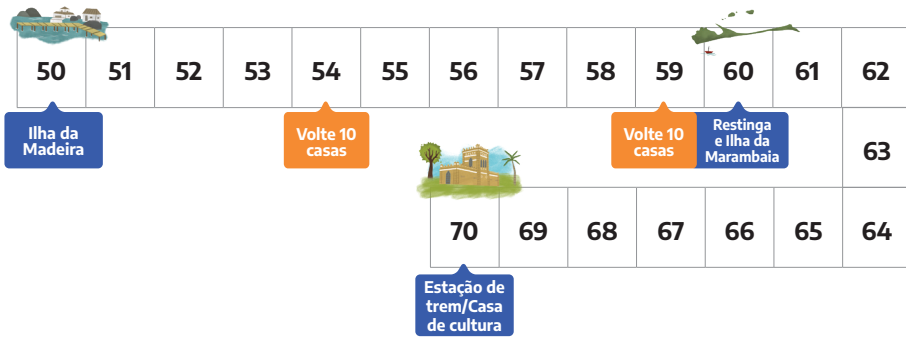 50 51 52 53 54 55 56 57 58 59 60 61 62
Ilha da
Madeira
Volte 10
casas
Volte 10
casas
Restinga
e Ilha da
Marambaia
63
70 69 68 67 66 65 64
Estação de
trem/Casa
de cultura